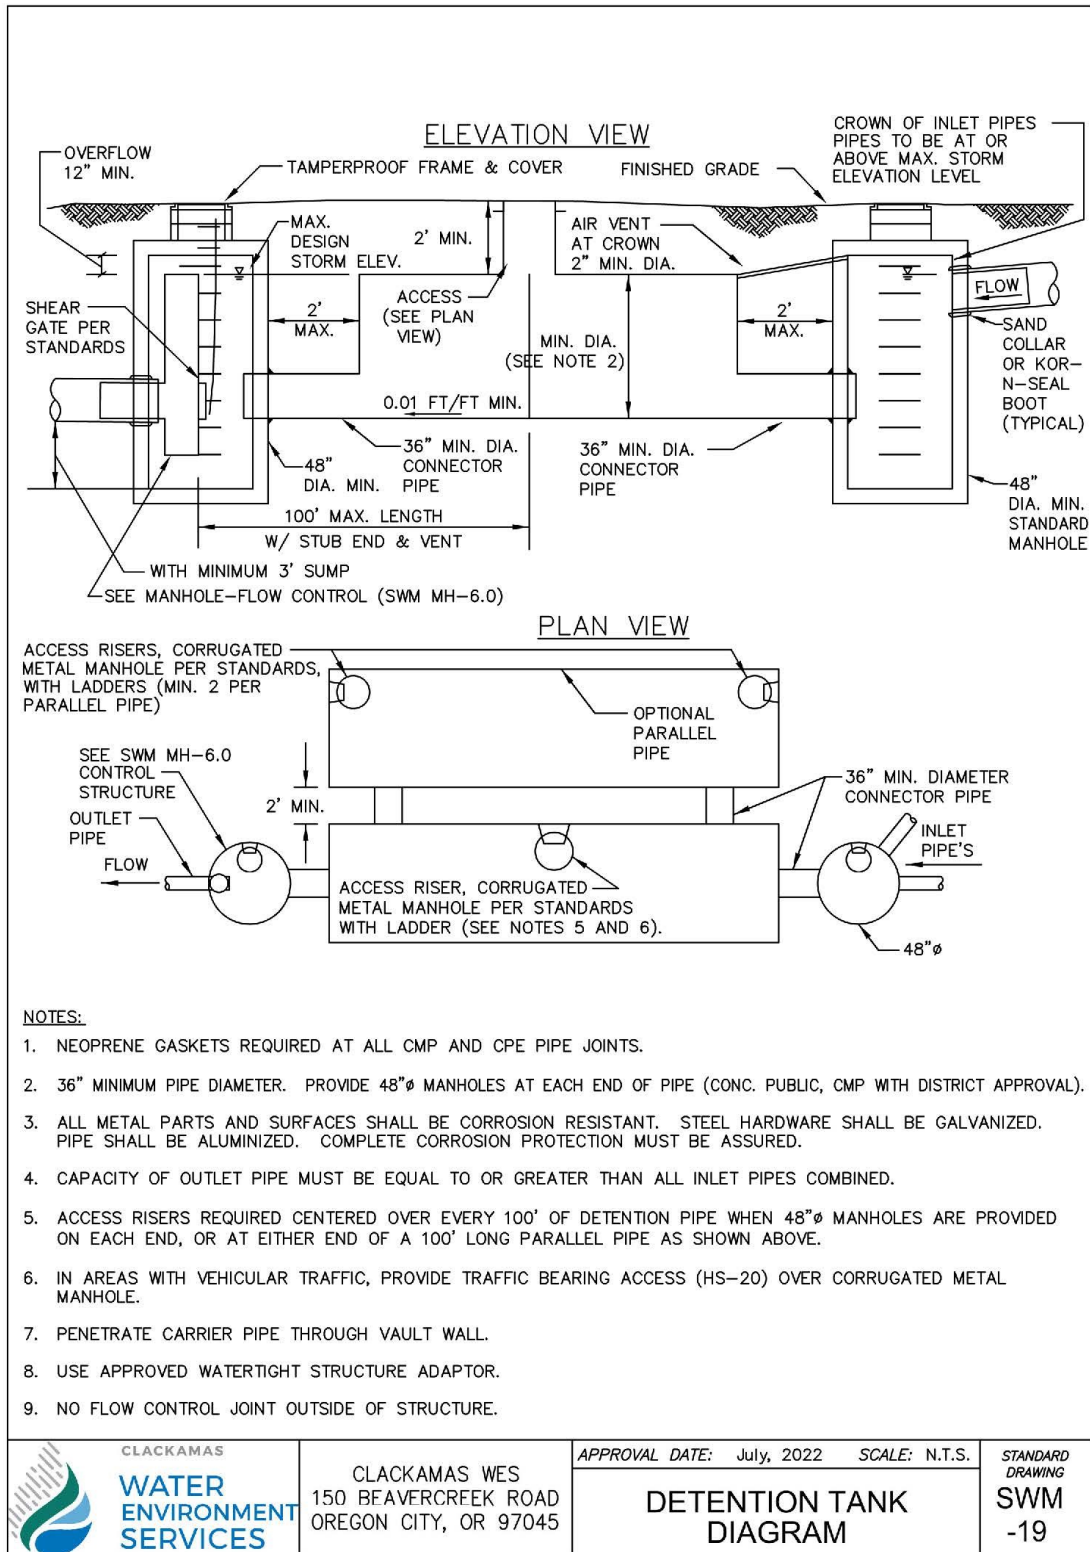 ELEVATION VIEW
OVERFLOW
12" MIN.
TAMPERPROOF FRAME & COVER
FINISHED GRADE
CROWN OF INLET PIPES
PIPES TO BE AT OR
ABOVE MAX. STORM
ELEVATION LEVEL
MAX.
DESIGN
STORM ELEV.
2' MIN.
AIR VENT
AT CROWN
2" MIN. DIA.
FLOW
SHEAR
GATE PER
STANDARDS
2'
MAX.
ACCESS
(SEE PLAN
VIEW)
MIN. DIA.
(SEE NOTE 2)
2'
MAX.
SAND
COLLAR
OR KOR-
N-SEAL
BOOT
(TYPICAL)
0.01 FT/FT MIN.
48"
DIA. MIN.
36" MIN. DIA.
CONNECTOR
PIPE
36" MIN. DIA.
CONNECTOR
PIPE
48"
DIA. MIN.
STANDARD
MANHOLE
100' MAX. LENGTH
W/ STUB END & VENT
WITH MINIMUM 3' SUMP
SEE MANHOLE-FLOW CONTROL (SWM MH-6.0)
PLAN VIEW
ACCESS RISERS, CORRUGATED
METAL MANHOLE PER STANDARDS,
WITH LADDERS (MIN. 2 PER
PARALLEL PIPE)
OPTIONAL
PARALLEL
PIPE
SEE SWM MH-6.0
CONTROL
STRUCTURE
2' MIN.
36" MIN. DIAMETER
CONNECTOR PIPE
OUTLET
PIPE
FLOW
INLET
PIPE'S
ACCESS RISER, CORRUGATED
METAL MANHOLE PER STANDARDS
WITH LADDER (SEE NOTES 5 AND 6).
48"ø
NOTES:
1. NEOPRENE GASKETS REQUIRED AT ALL CMP AND CPE PIPE JOINTS.
2. 36" MINIMUM PIPE DIAMETER. PROVIDE 48"ø MANHOLES AT EACH END OF PIPE (CONC. PUBLIC, CMP WITH DISTRICT APPROVAL).
3. ALL METAL PARTS AND SURFACES SHALL BE CORROSION RESISTANT. STEEL HARDWARE SHALL BE GALVANIZED.
PIPE SHALL BE ALUMINIZED. COMPLETE CORROSION PROTECTION MUST BE ASSURED.
4. CAPACITY OF OUTLET PIPE MUST BE EQUAL TO OR GREATER THAN ALL INLET PIPES COMBINED.
5. ACCESS RISERS REQUIRED CENTERED OVER EVERY 100' OF DETENTION PIPE WHEN 48"ø MANHOLES ARE PROVIDED
ON EACH END, OR AT EITHER END OF A 100' LONG PARALLEL PIPE AS SHOWN ABOVE.
6. IN AREAS WITH VEHICULAR TRAFFIC, PROVIDE TRAFFIC BEARING ACCESS (HS-20) OVER CORRUGATED METAL
MANHOLE.
7. PENETRATE CARRIER PIPE THROUGH VAULT WALL.
8. USE APPROVED WATERTIGHT STRUCTURE ADAPTOR.
9. NO FLOW CONTROL JOINT OUTSIDE OF STRUCTURE.
CLACKAMAS
WATER
ENVIRONMENT
SERVICES
CLACKAMAS WES
150 BEAVERCREEK ROAD
OREGON CITY, OR 97045
APPROVAL DATE: July, 2022 SCALE: N.T.S.
DETENTION TANK
DIAGRAM
STANDARD
DRAWING
SWM
-19